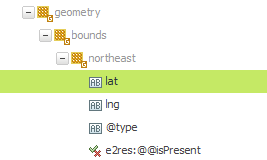 geometry
bounds
northeast
lat
lng
@type
e2res:@@isPresent